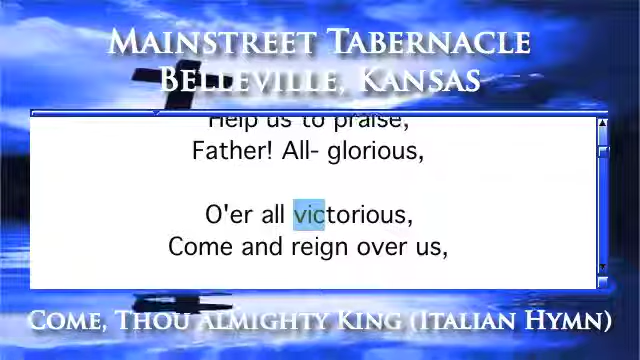 MAINSTREET TABERNACLE
BELLEVILLE, KANSAS
Help us to praise,
Father! All- glorious,
O'er all victorious,
Come and reign over us,
COME, THOU ALMIGHTY KING (ITALIAN HYMN)